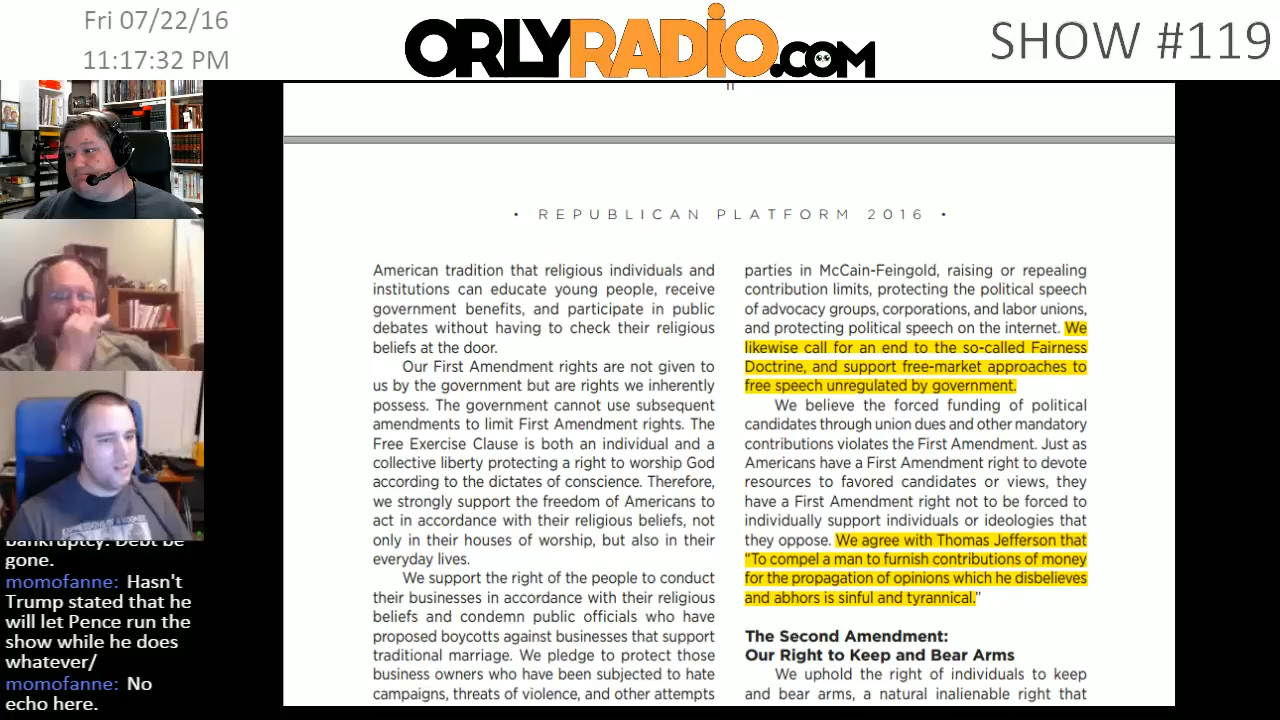 Fri 07/22/16
11:17:32 PM
ORLYRADIO.COM
SHOW #119
• REPUBLICAN PLATFORM 2016 •
American tradition that religious individuals and
institutions can educate young people, receive
government benefits, and participate in public
debates without having to check their religious
beliefs at the door.
Our First Amendment rights are not given to
us by the government but are rights we inherently
possess. The government cannot use subsequent
amendments to limit First Amendment rights. The
Free Exercise Clause is both an individual and a
collective liberty protecting a right to worship God
according to the dictates of conscience. Therefore,
we strongly support the freedom of Americans to
act in accordance with their religious beliefs, not
only in their houses of worship, but also in their
everyday lives.
We support the right of the people to conduct
their businesses in accordance with their religious
beliefs and condemn public officials who have
proposed boycotts against businesses that support
traditional marriage. We pledge to protect those
business owners who have been subjected to hate
campaigns, threats of violence, and other attempts
parties in McCain-Feingold, raising or repealing
contribution limits, protecting the political speech
of advocacy groups, corporations, and labor unions,
and protecting political speech on the internet. We
likewise call for an end to the so-called Fairness
Doctrine, and support free-market approaches to
free speech unregulated by government.
We believe the forced funding of political
candidates through union dues and other mandatory
contributions violates the First Amendment. Just as
Americans have a First Amendment right to devote
resources to favored candidates or views, they
have a First Amendment right not to be forced to
individually support individuals or ideologies that
they oppose. We agree with Thomas Jefferson that
“To compel a man to furnish contributions of money
for the propagation of opinions which he disbelieves
and abhors is sinful and tyrannical.”
The Second Amendment:
Our Right to Keep and Bear Arms
We uphold the right of individuals to keep
and bear arms, a natural inalienable right that
bankruptcy. Debt be
gone.
momofanne: Hasn't
Trump stated that he
will let Pence run the
show while he does
whatever/
momofanne: No
echo here.